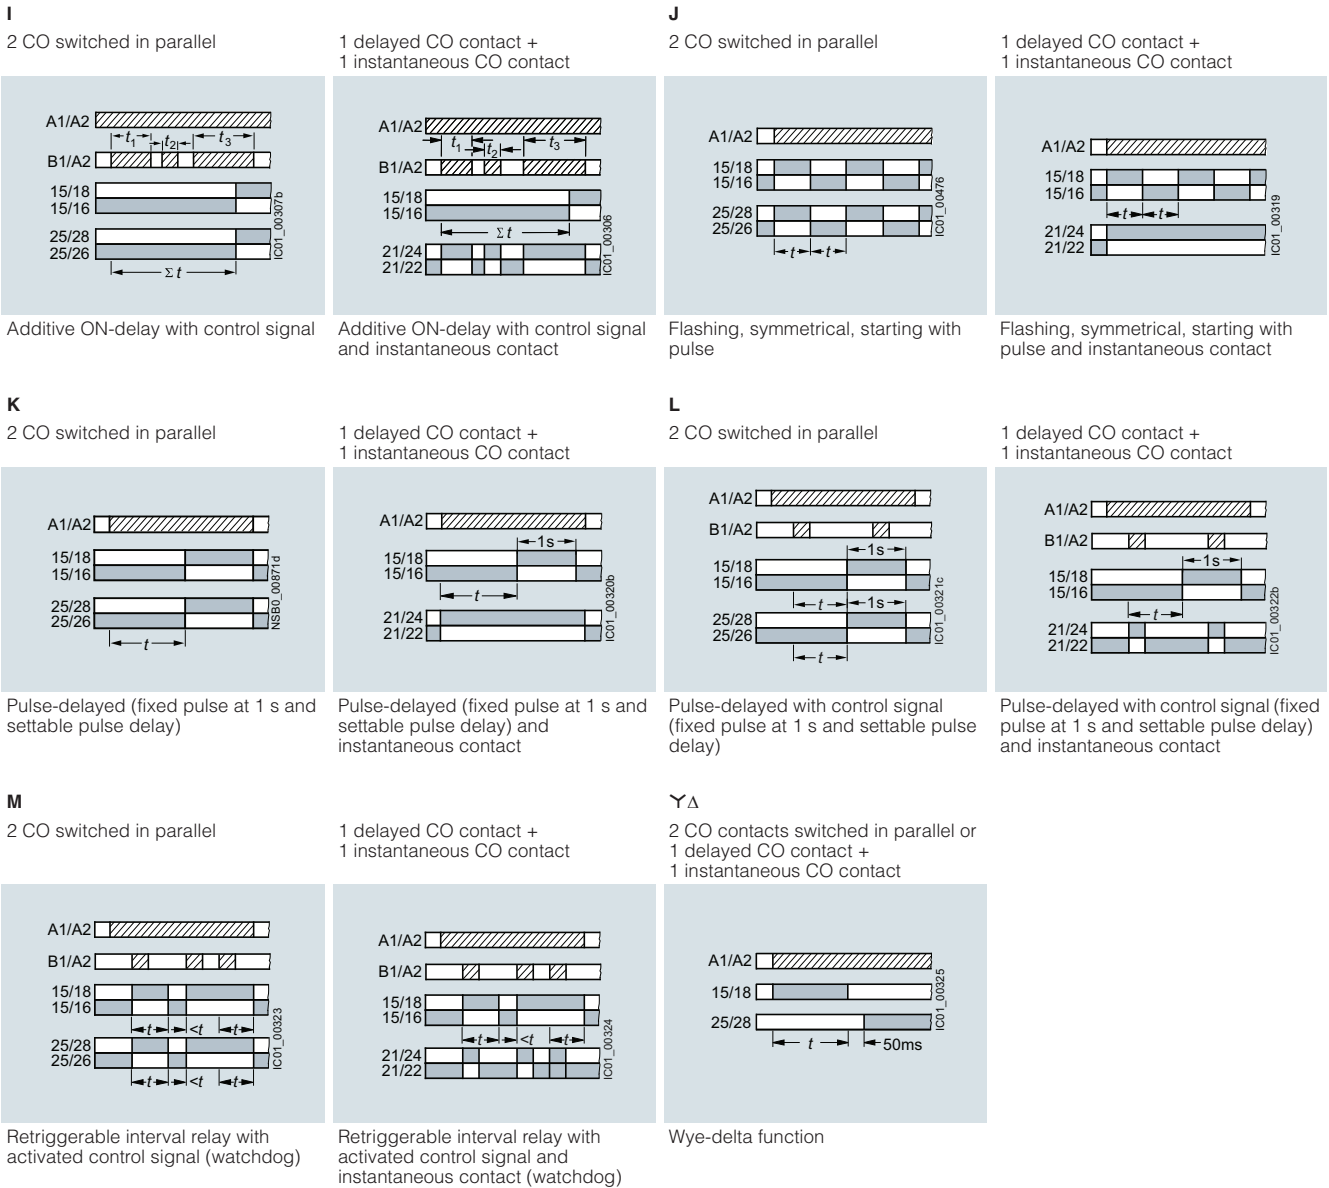 I
2 CO switched in parallel
1 delayed CO contact +
1 instantaneous CO contact
J
2 CO switched in parallel
1 delayed CO contact +
1 instantaneous CO contact
A1/A2
t1
t2
t3
B1/A2
15/18
15/16
25/28
25/26
Σ t
IC01_00307b
A1/A2
t1
t2
t3
B1/A2
15/18
15/16
Σ t
21/24
21/22
IC01_00306
A1/A2
15/18
15/16
25/28
25/26
t
t
IC01_00476
A1/A2
15/18
15/16
t
t
21/24
21/22
IC01_00319
Additive ON-delay with control signal
Additive ON-delay with control signal
and instantaneous contact
Flashing, symmetrical, starting with
pulse
Flashing, symmetrical, starting with
pulse and instantaneous contact
K
2 CO switched in parallel
1 delayed CO contact +
1 instantaneous CO contact
L
2 CO switched in parallel
1 delayed CO contact +
1 instantaneous CO contact
A1/A2
15/18
15/16
25/28
25/26
t
NSB0_00871d
A1/A2
1s
15/18
15/16
t
21/24
21/22
IC01_00320b
A1/A2
B1/A2
1s
15/18
15/16
t
1s
25/28
25/26
t
IC01_00321c
A1/A2
B1/A2
1s
15/18
15/16
t
21/24
21/22
IC01_00322b
Pulse-delayed (fixed pulse at 1 s and
settable pulse delay)
Pulse-delayed (fixed pulse at 1 s and
settable pulse delay) and
instantaneous contact
Pulse-delayed with control signal
(fixed pulse at 1 s and settable pulse
delay)
Pulse-delayed with control signal (fixed
pulse at 1 s and settable pulse delay)
and instantaneous contact
M
2 CO switched in parallel
1 delayed CO contact +
1 instantaneous CO contact
YΔ
2 CO contacts switched in parallel or
1 delayed CO contact +
1 instantaneous CO contact
A1/A2
B1/A2
15/18
15/16
t
<t
t
25/28
25/26
t
<t
t
IC01_00323
A1/A2
B1/A2
15/18
15/16
t
<t
t
21/24
21/22
IC01_00324
A1/A2
15/18
25/28
t
50ms
IC01_00325
Retriggerable interval relay with
activated control signal (watchdog)
Retriggerable interval relay with
activated control signal and
instantaneous contact (watchdog)
Wye-delta function